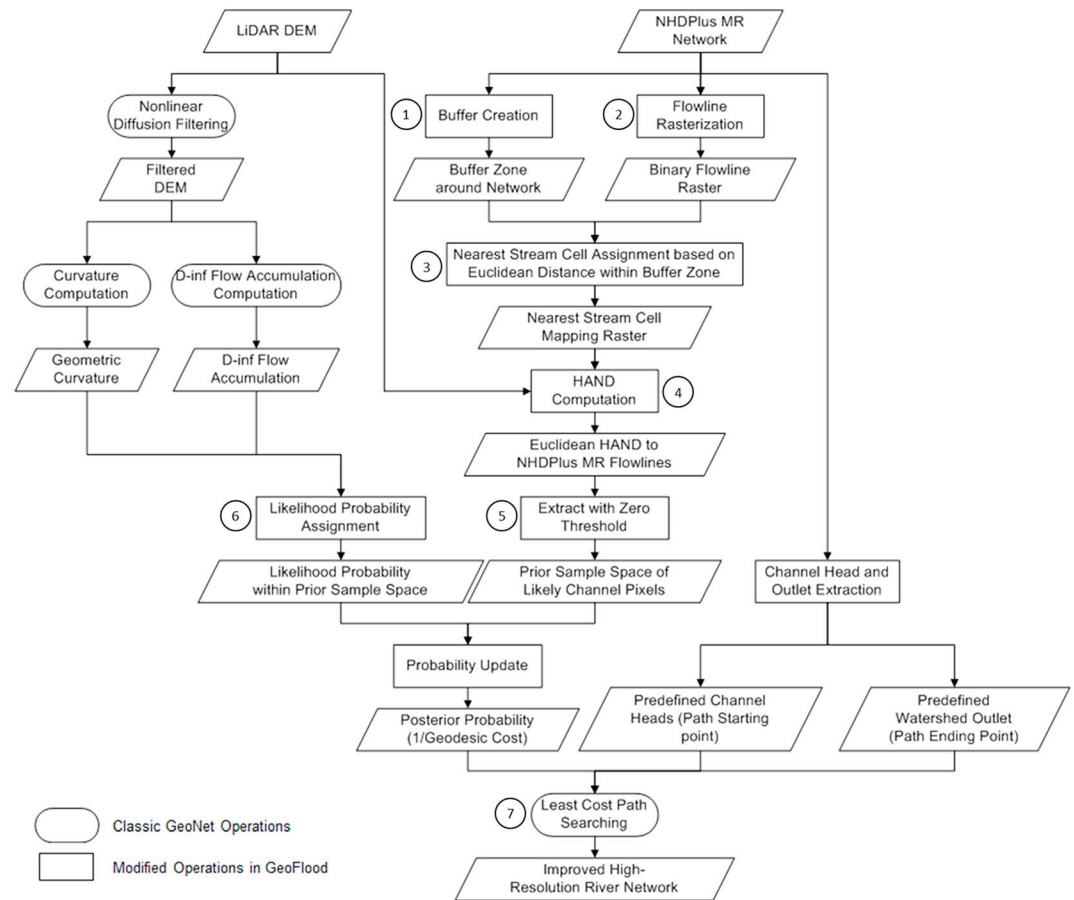 LiDAR DEM
NHDPlus MR
Network
Nonlinear
Diffusion Filtering
1
Buffer Creation
2
Flowline
Rasterization
Filtered
DEM
Buffer Zone
around Network
Binary Flowline
Raster
Curvature
Computation
D-inf Flow Accumulation
Computation
3
Nearest Stream Cell Assignment based on
Euclidean Distance within Buffer Zone
Nearest Stream Cell
Mapping Raster
Geometric
Curvature
D-inf Flow
Accumulation
HAND
Computation
4
Euclidean HAND to
NHDPlus MR Flowlines
6
Likelihood Probability
Assignment
5
Extract with Zero
Threshold
Likelihood Probability
within Prior Sample Space
Prior Sample Space of
Likely Channel Pixels
Channel Head and
Outlet Extraction
Probability Update
Posterior Probability
(1/Geodesic Cost)
Predefined Channel
Heads (Path Starting
point)
Predefined
Watershed Outlet
(Path Ending Point)
7
Least Cost Path
Searching
Improved High-
Resolution River Network
Classic GeoNet Operations
Modified Operations in GeoFlood